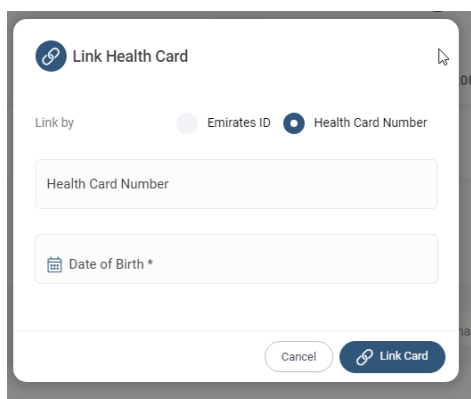 Link Health Card
Link by Emirates ID Health Card Number
Health Card Number
Date of Birth *
Cancel Link Card